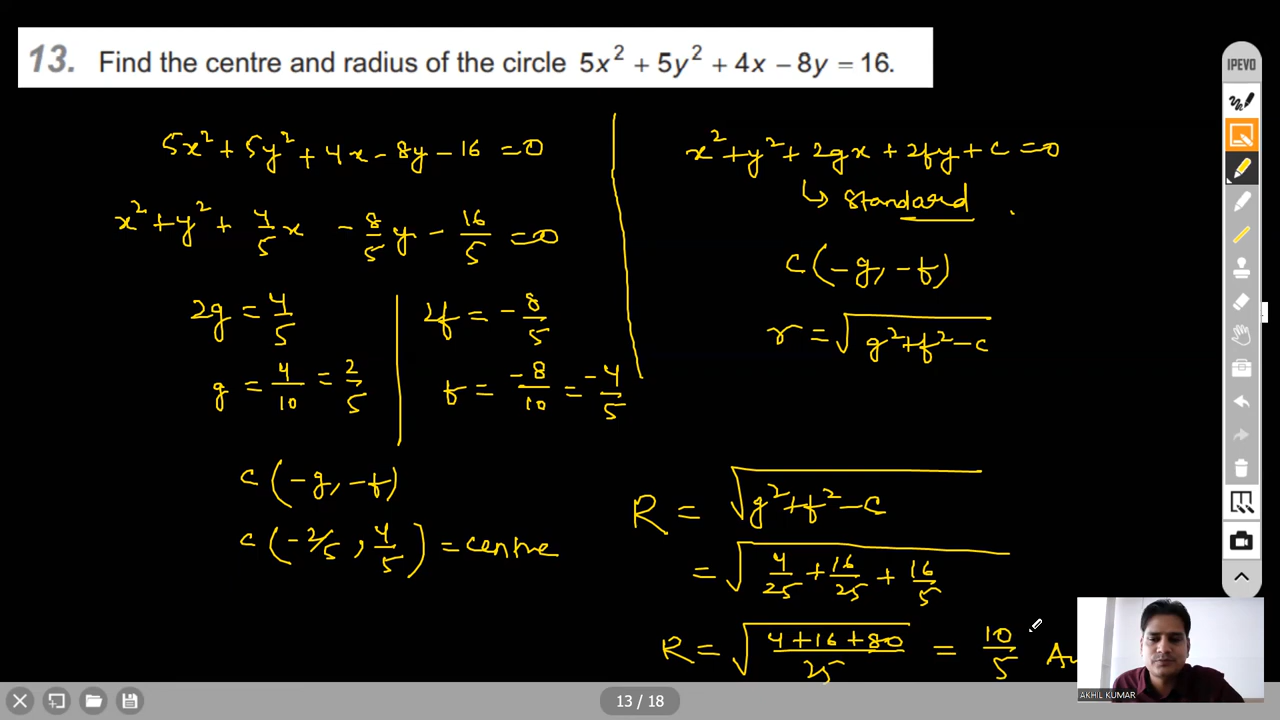 13. Find the centre and radius of the circle 5x² + 5y² + 4x − 8y = 16.
5x² + 5y² + 4x − 8y − 16 = 0
x² + y² + 4/5 x − 8/5 y − 16/5 = 0
2g = 4/5
g = 4/10 = 2/5
2f = −8/5
f = −8/10 = −4/5
c (−g, −f)
c (−2/5, 4/5) = centre
x² + y² + 2gx + 2fy + c = 0
↳ standard
c (−g, −f)
r = √(g² + f² − c)
R = √(g² + f² − c)
= √(4/25 + 16/25 + 16/5)
R = √((4 + 16 + 80)/25) = 10/5
IPEVO
AKHIL KUMAR
13 / 18